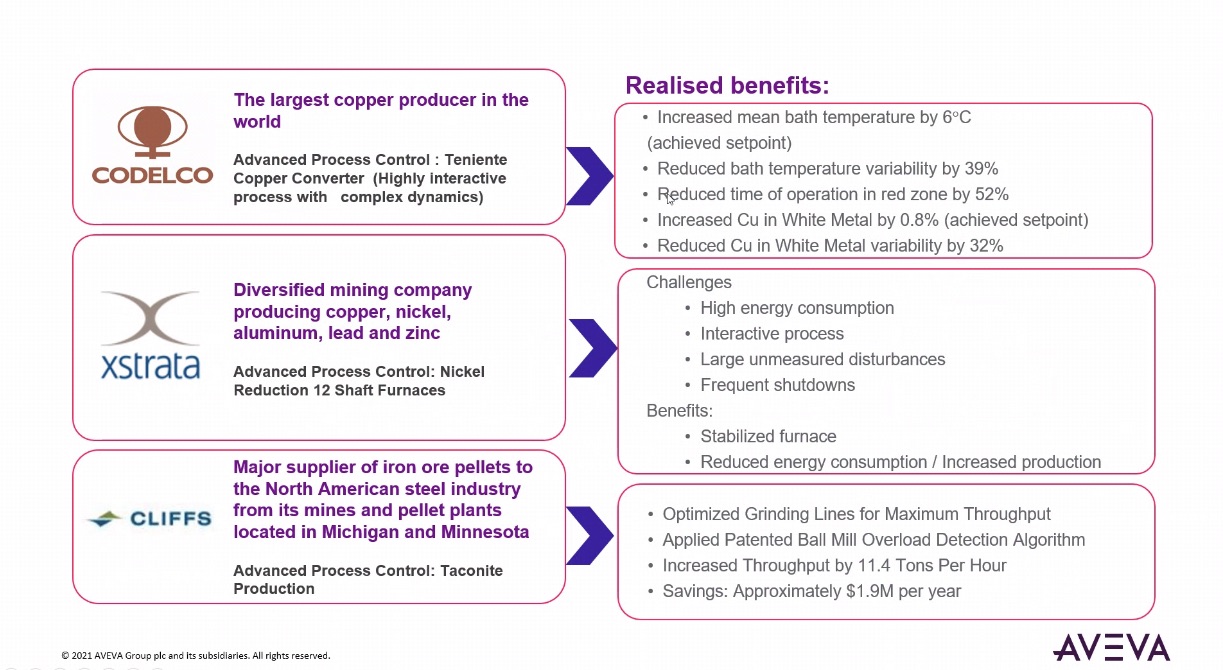 Realised benefits:
CODELCO
The largest copper producer in the
world
Advanced Process Control : Teniente
Copper Converter (Highly interactive
process with complex dynamics)
• Increased mean bath temperature by 6°C
(achieved setpoint)
• Reduced bath temperature variability by 39%
• Reduced time of operation in red zone by 52%
• Increased Cu in White Metal by 0.8% (achieved setpoint)
• Reduced Cu in White Metal variability by 32%
xstrata
Diversified mining company
producing copper, nickel,
aluminum, lead and zinc
Advanced Process Control: Nickel
Reduction 12 Shaft Furnaces
Challenges
• High energy consumption
• Interactive process
• Large unmeasured disturbances
• Frequent shutdowns
Benefits:
• Stabilized furnace
• Reduced energy consumption / Increased production
CLIFFS
Major supplier of iron ore pellets to
the North American steel industry
from its mines and pellet plants
located in Michigan and Minnesota
Advanced Process Control: Taconite
Production
• Optimized Grinding Lines for Maximum Throughput
• Applied Patented Ball Mill Overload Detection Algorithm
• Increased Throughput by 11.4 Tons Per Hour
• Savings: Approximately $1.9M per year
© 2021 AVEVA Group plc and its subsidiaries. All rights reserved.
AVEVA